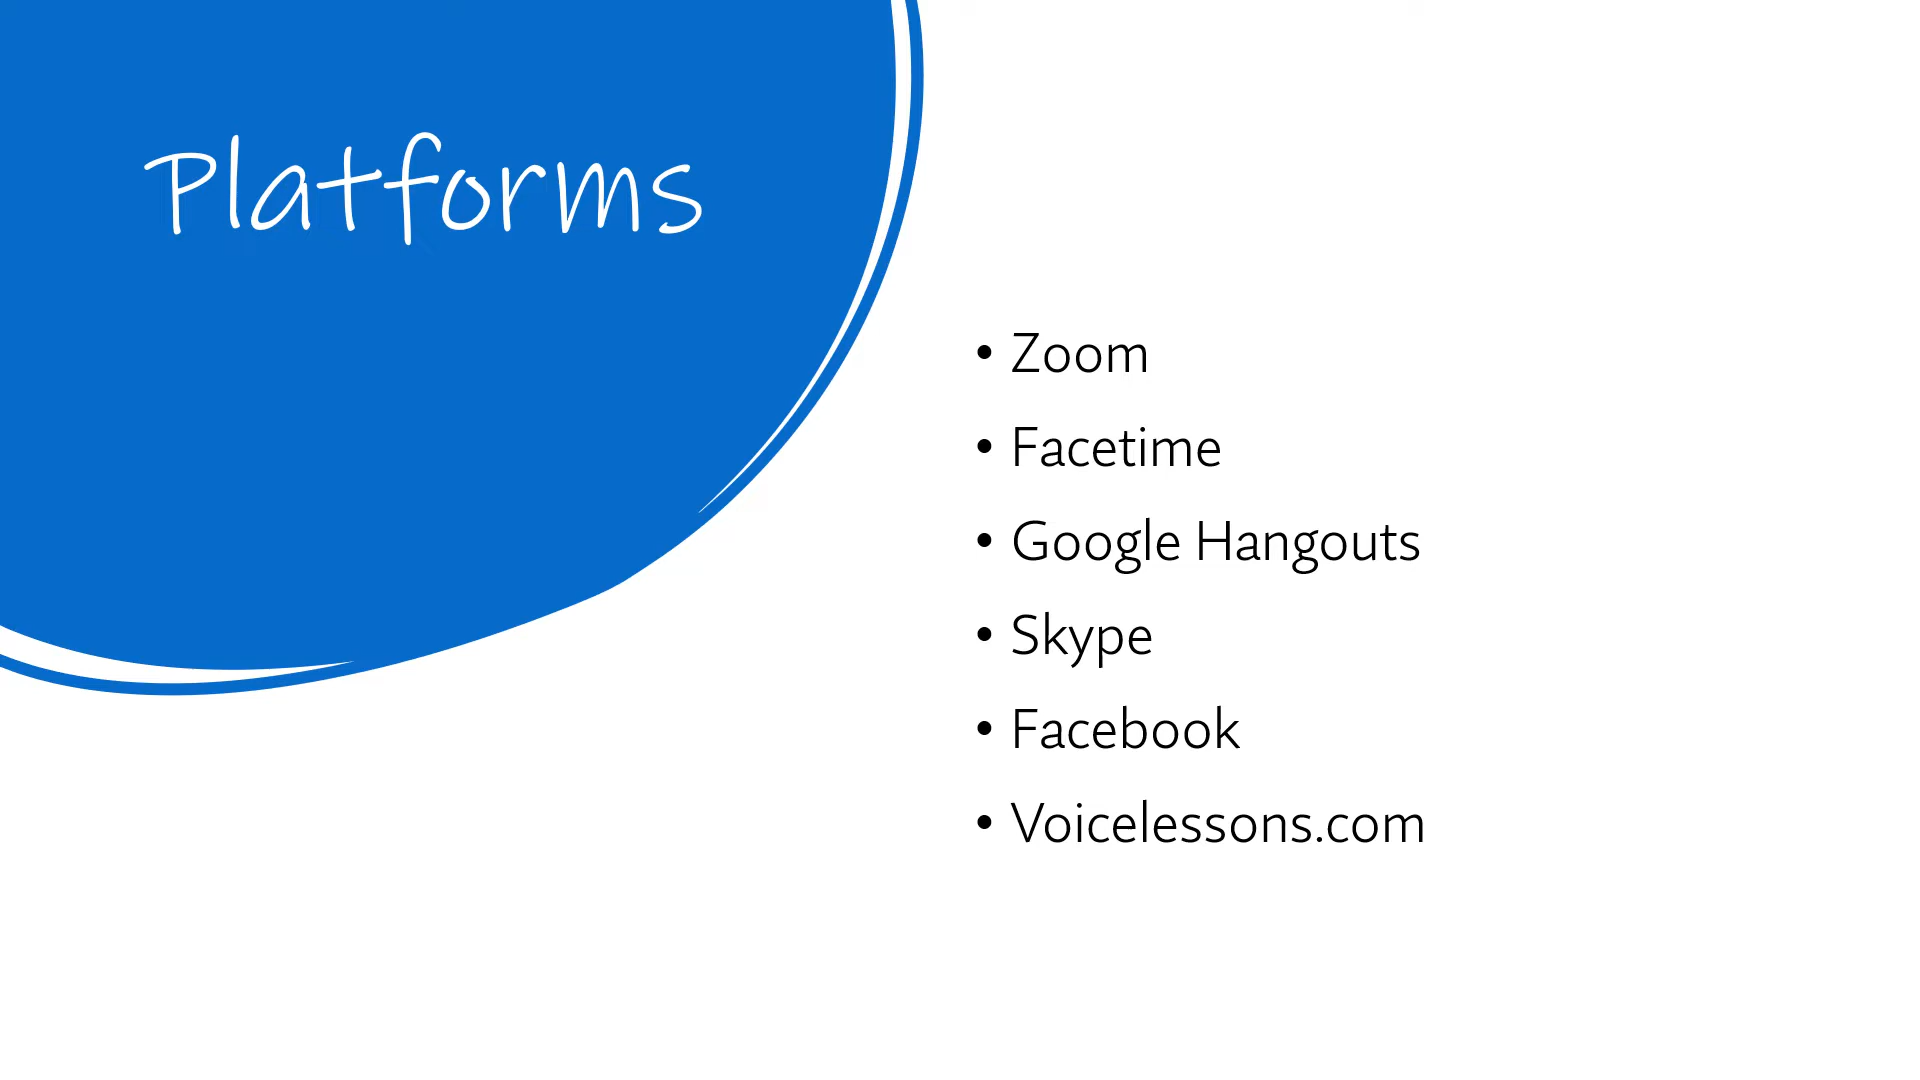 Platforms
• Zoom
• Facetime
• Google Hangouts
• Skype
• Facebook
• Voicelessons.com